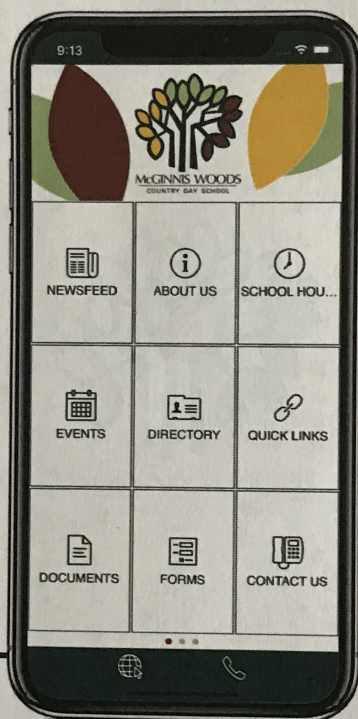 9:13
McGINNIS WOODS
COUNTRY DAY SCHOOL
NEWSFEED
ABOUT US
SCHOOL HOU...
EVENTS
DIRECTORY
QUICK LINKS
DOCUMENTS
FORMS
CONTACT US